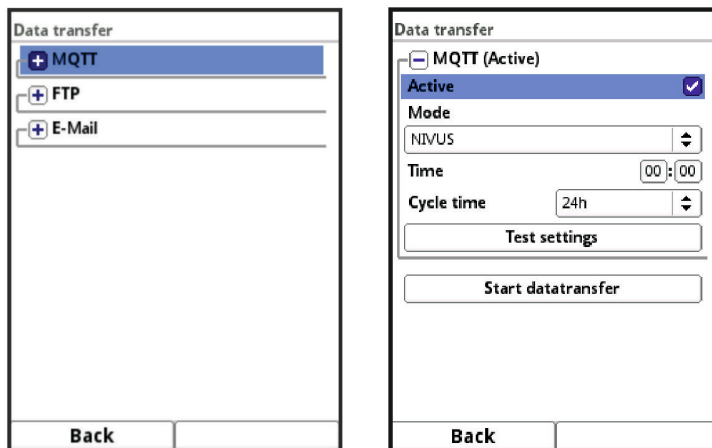 Data transfer
MQTT
FTP
E-Mail
Back
Data transfer
MQTT (Active)
Active
Mode
NIVUS
Time 00:00
Cycle time 24h
Test settings
Start datatransfer
Back